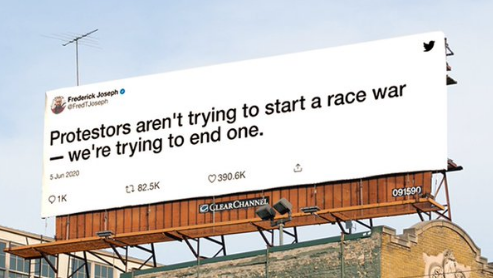 Frederick Joseph
@FredTJoseph
Protestors aren't trying to start a race war
— we're trying to end one.
5 Jun 2020
1K 82.5K 390.6K
CLEARCHANNEL
091590